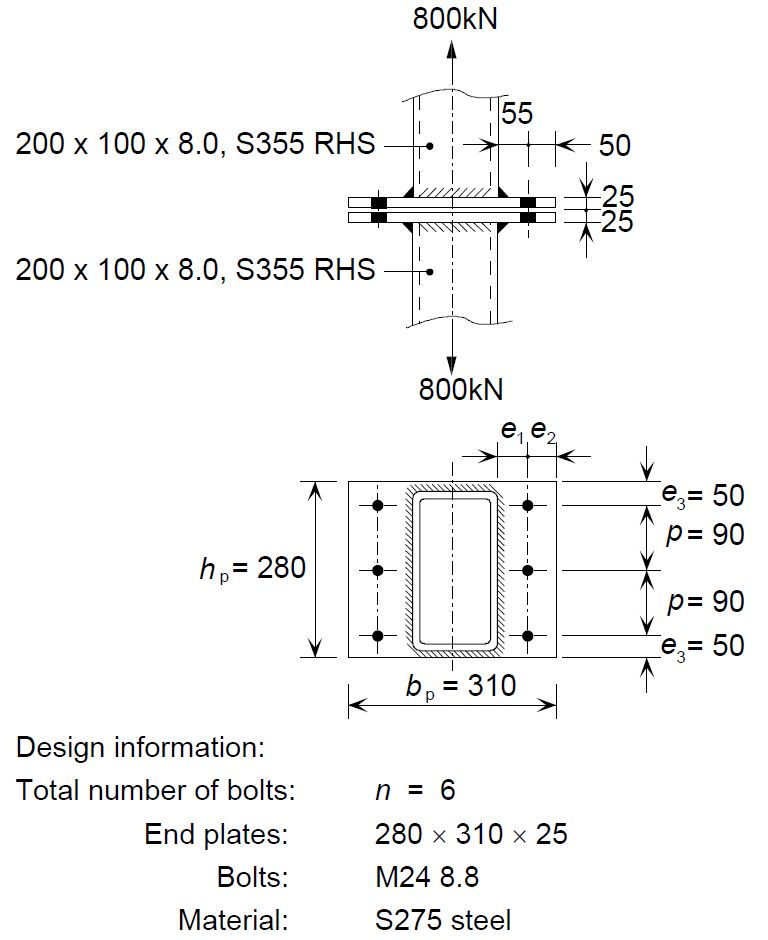 800kN
55
200 x 100 x 8.0, S355 RHS
50
25
25
200 x 100 x 8.0, S355 RHS
800kN
e1 e2
e3 = 50
p = 90
hp = 280
p = 90
e3 = 50
bp = 310
Design information:
Total number of bolts: n = 6
End plates: 280 × 310 × 25
Bolts: M24 8.8
Material: S275 steel